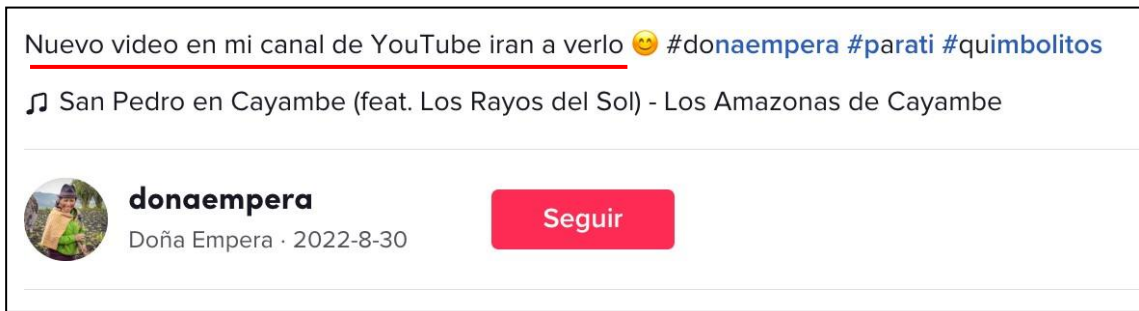 Nuevo video en mi canal de YouTube iran a verlo 😊 #donaempera #parati #quimbolitos
♫ San Pedro en Cayambe (feat. Los Rayos del Sol) - Los Amazonas de Cayambe
donaempera
Seguir
Doña Empera · 2022-8-30